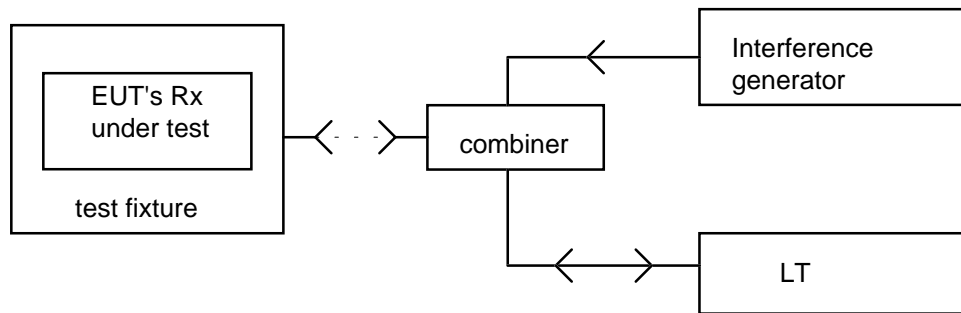 EUT's Rx
under test
test fixture
combiner
Interference
generator
LT